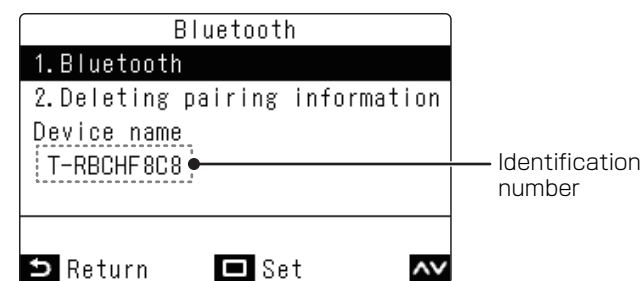 Bluetooth
1.Bluetooth
2.Deleting pairing information
Device name
T-RBCHF8C8
Identification
number
Return Set